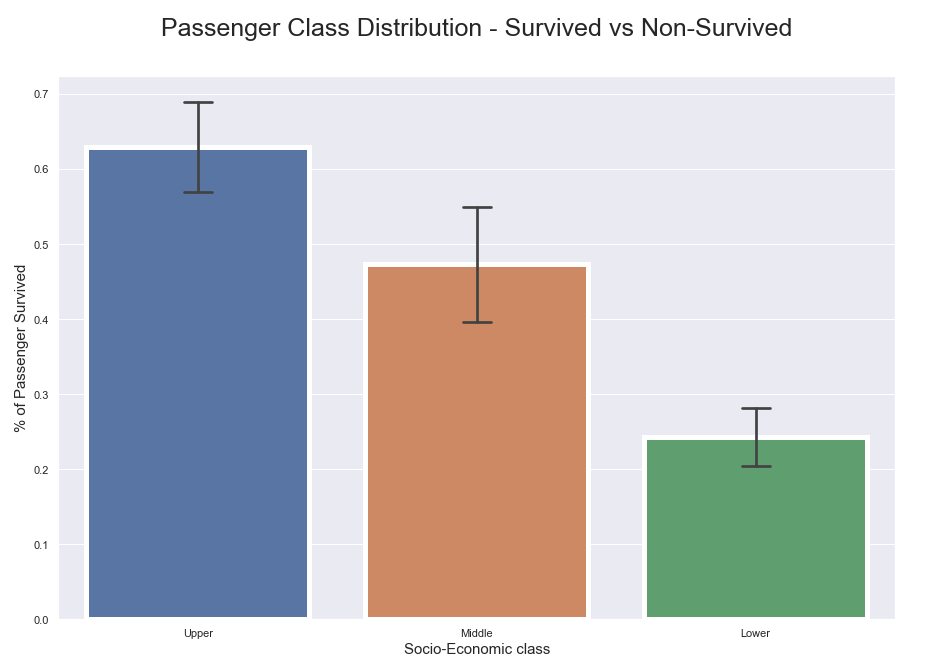 Passenger Class Distribution - Survived vs Non-Survived
% of Passenger Survived
0.7
0.6
0.5
0.4
0.3
0.2
0.1
0.0
Upper
Middle
Lower
Socio-Economic class